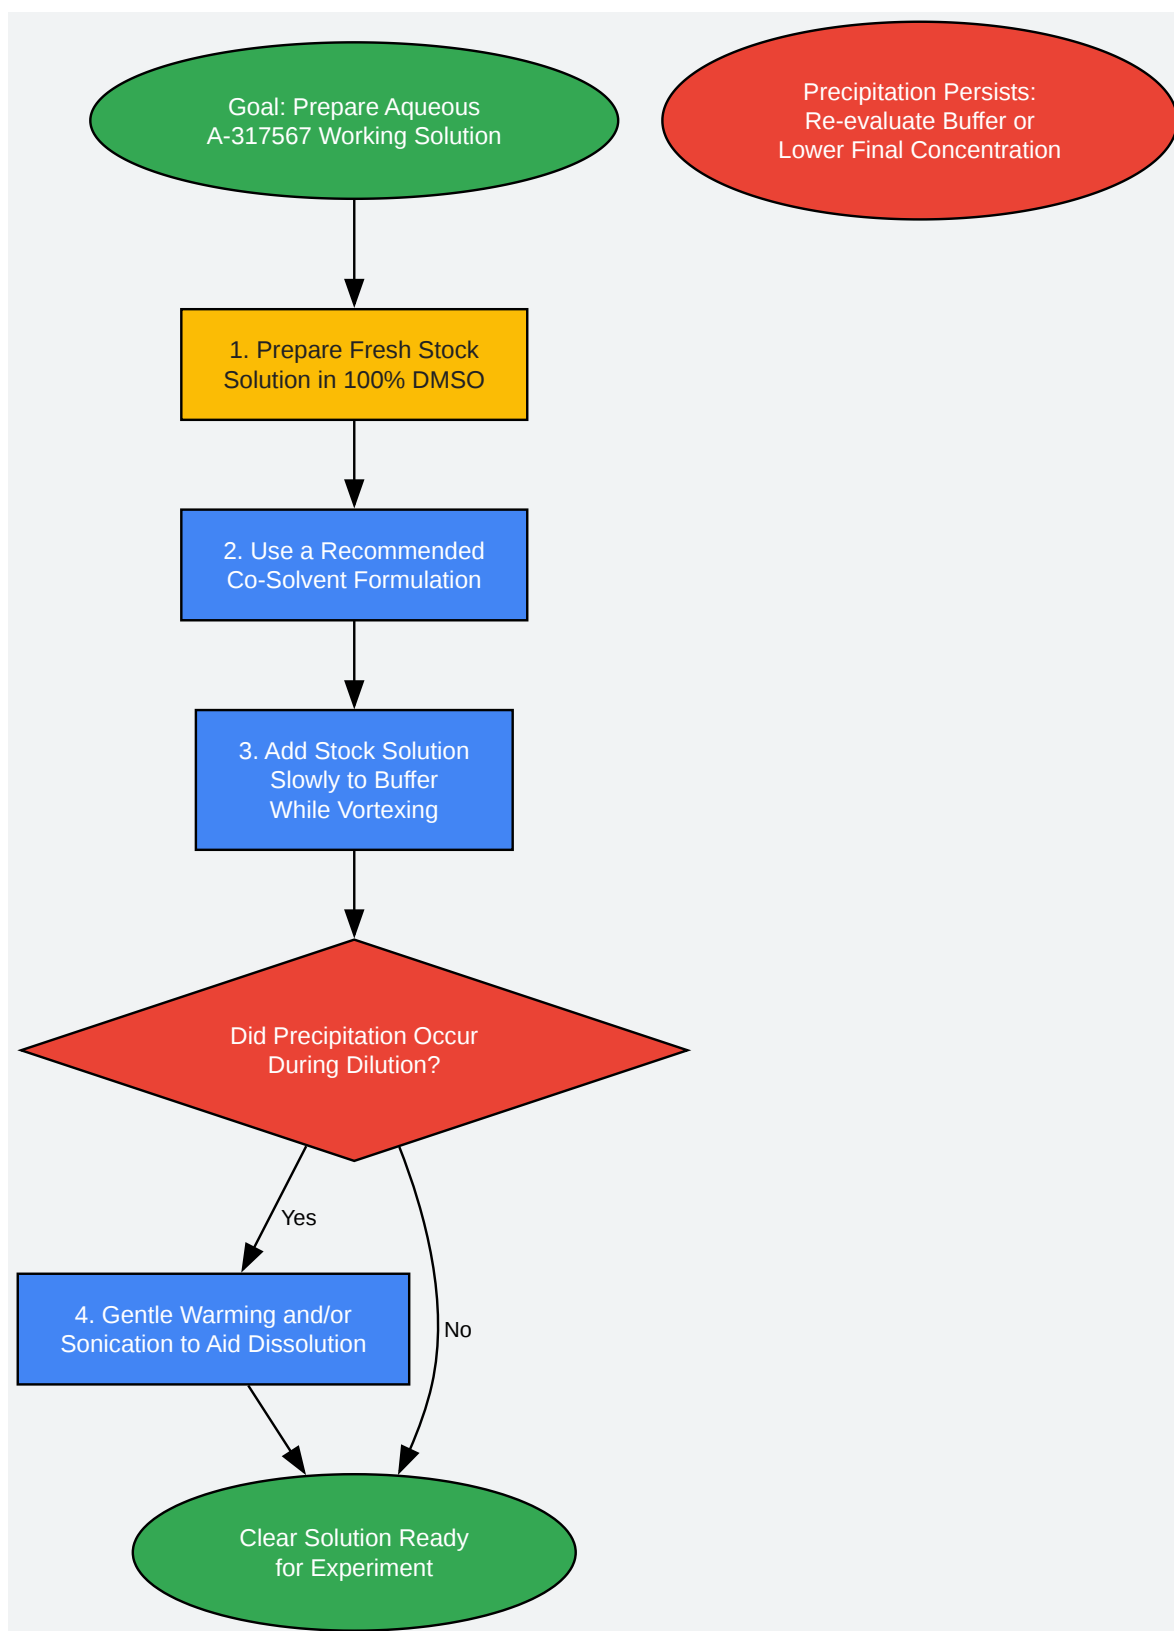 Goal: Prepare Aqueous
A-317567 Working Solution
Precipitation Persists:
Re-evaluate Buffer or
Lower Final Concentration
1. Prepare Fresh Stock
Solution in 100% DMSO
2. Use a Recommended
Co-Solvent Formulation
3. Add Stock Solution
Slowly to Buffer
While Vortexing
Did Precipitation Occur
During Dilution?
Yes
4. Gentle Warming and/or
Sonication to Aid Dissolution
No
Clear Solution Ready
for Experiment